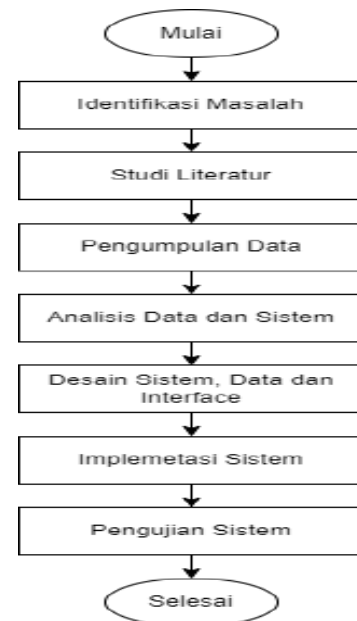 Mulai
Identifikasi Masalah
Studi Literatur
Pengumpulan Data
Analisis Data dan Sistem
Desain Sistem, Data dan
Interface
Implemetasi Sistem
Pengujian Sistem
Selesai